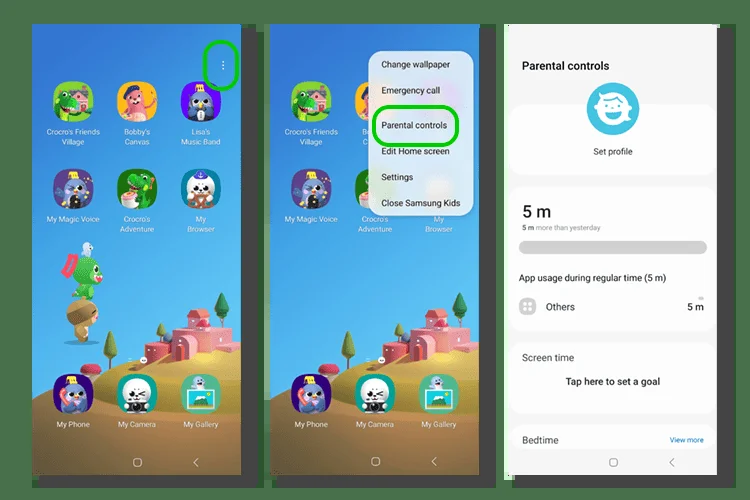 Crocro's Friends
Village
Bobby's
Canvas
Lisa's
Music Band
My Magic Voice
Crocro's
Adventure
My
Browser
My Phone
My Camera
My Gallery
Change wallpaper
Emergency call
Parental controls
Edit Home screen
Settings
Close Samsung Kids
Crocro's Friends
Village
Bobby's
Canvas
My Magic Voice
Crocro's
Adventure
My
Browser
My Phone
My Camera
My Gallery
Parental controls
Set profile
5 m
5 m more than yesterday
App usage during regular time (5 m)
Others
5 m
Screen time
Tap here to set a goal
Bedtime
View more